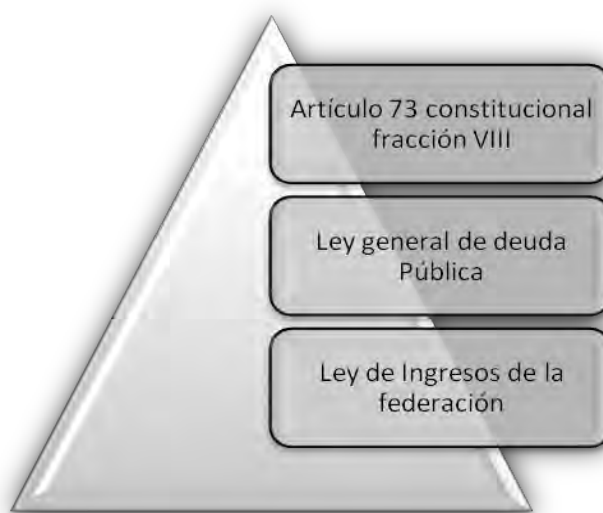 Artículo 73 constitucional
fracción VIII
Ley general de deuda
Pública
Ley de Ingresos de la
federación